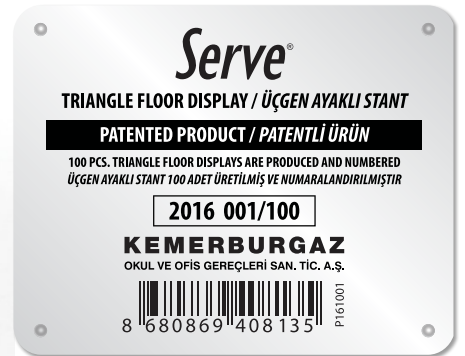 Serve®
TRIANGLE FLOOR DISPLAY / ÜÇGEN AYAKLI STANT
PATENTED PRODUCT / PATENTLİ ÜRÜN
100 PCS. TRIANGLE FLOOR DISPLAYS ARE PRODUCED AND NUMBERED
ÜÇGEN AYAKLI STANT 100 ADET ÜRETİLMİŞ VE NUMARALANDIRILMIŞTIR
2016 001/100
KEMERBURGAZ
OKUL VE OFİS GEREÇLERİ SAN. TİC. A.Ş.
8 680869 408135
P161001